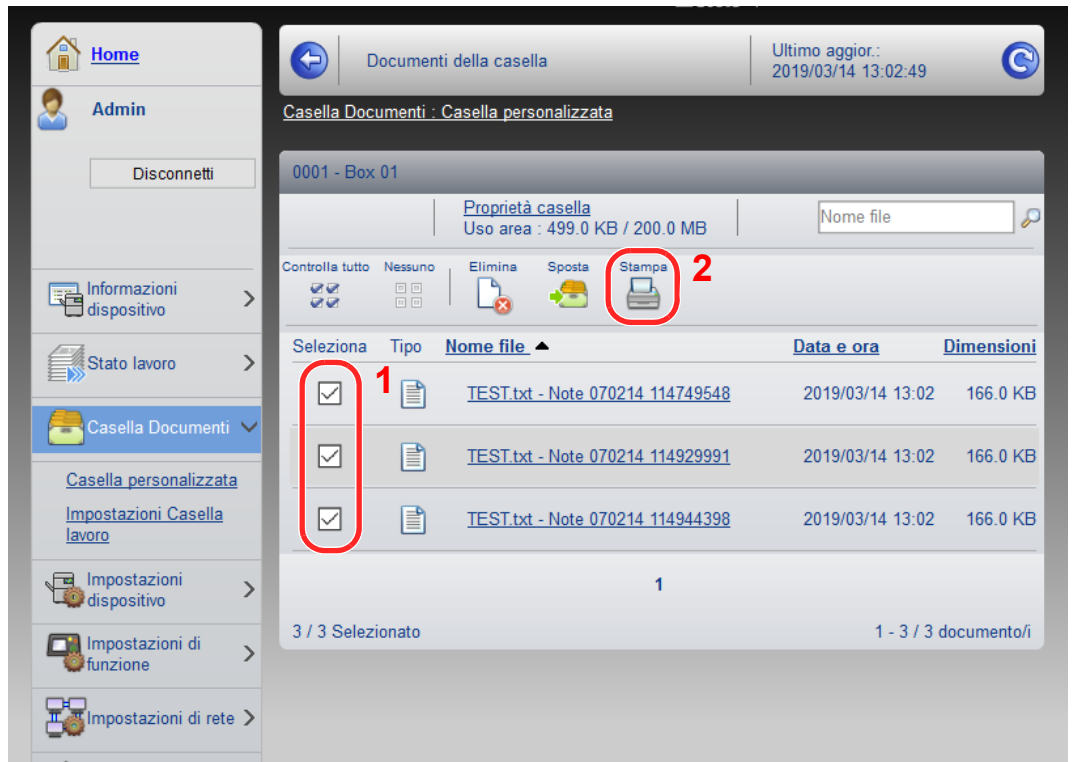 Home
Admin
Disconnetti
Informazioni
dispositivo
Stato lavoro
Casella Documenti
Casella personalizzata
Impostazioni Casella
lavoro
Impostazioni
dispositivo
Impostazioni di
funzione
Impostazioni di rete
Documenti della casella
Ultimo aggior.:
2019/03/14 13:02:49
Casella Documenti : Casella personalizzata
0001 - Box 01
Proprietà casella
Uso area : 499.0 KB / 200.0 MB
Nome file
Controlla tutto Nessuno Elimina Sposta Stampa 2
Seleziona Tipo Nome file Data e ora Dimensioni
1 TEST.txt - Note 070214 114749548 2019/03/14 13:02 166.0 KB
TEST.txt - Note 070214 114929991 2019/03/14 13:02 166.0 KB
TEST.txt - Note 070214 114944398 2019/03/14 13:02 166.0 KB
1
3 / 3 Selezionato 1 - 3 / 3 documento/i